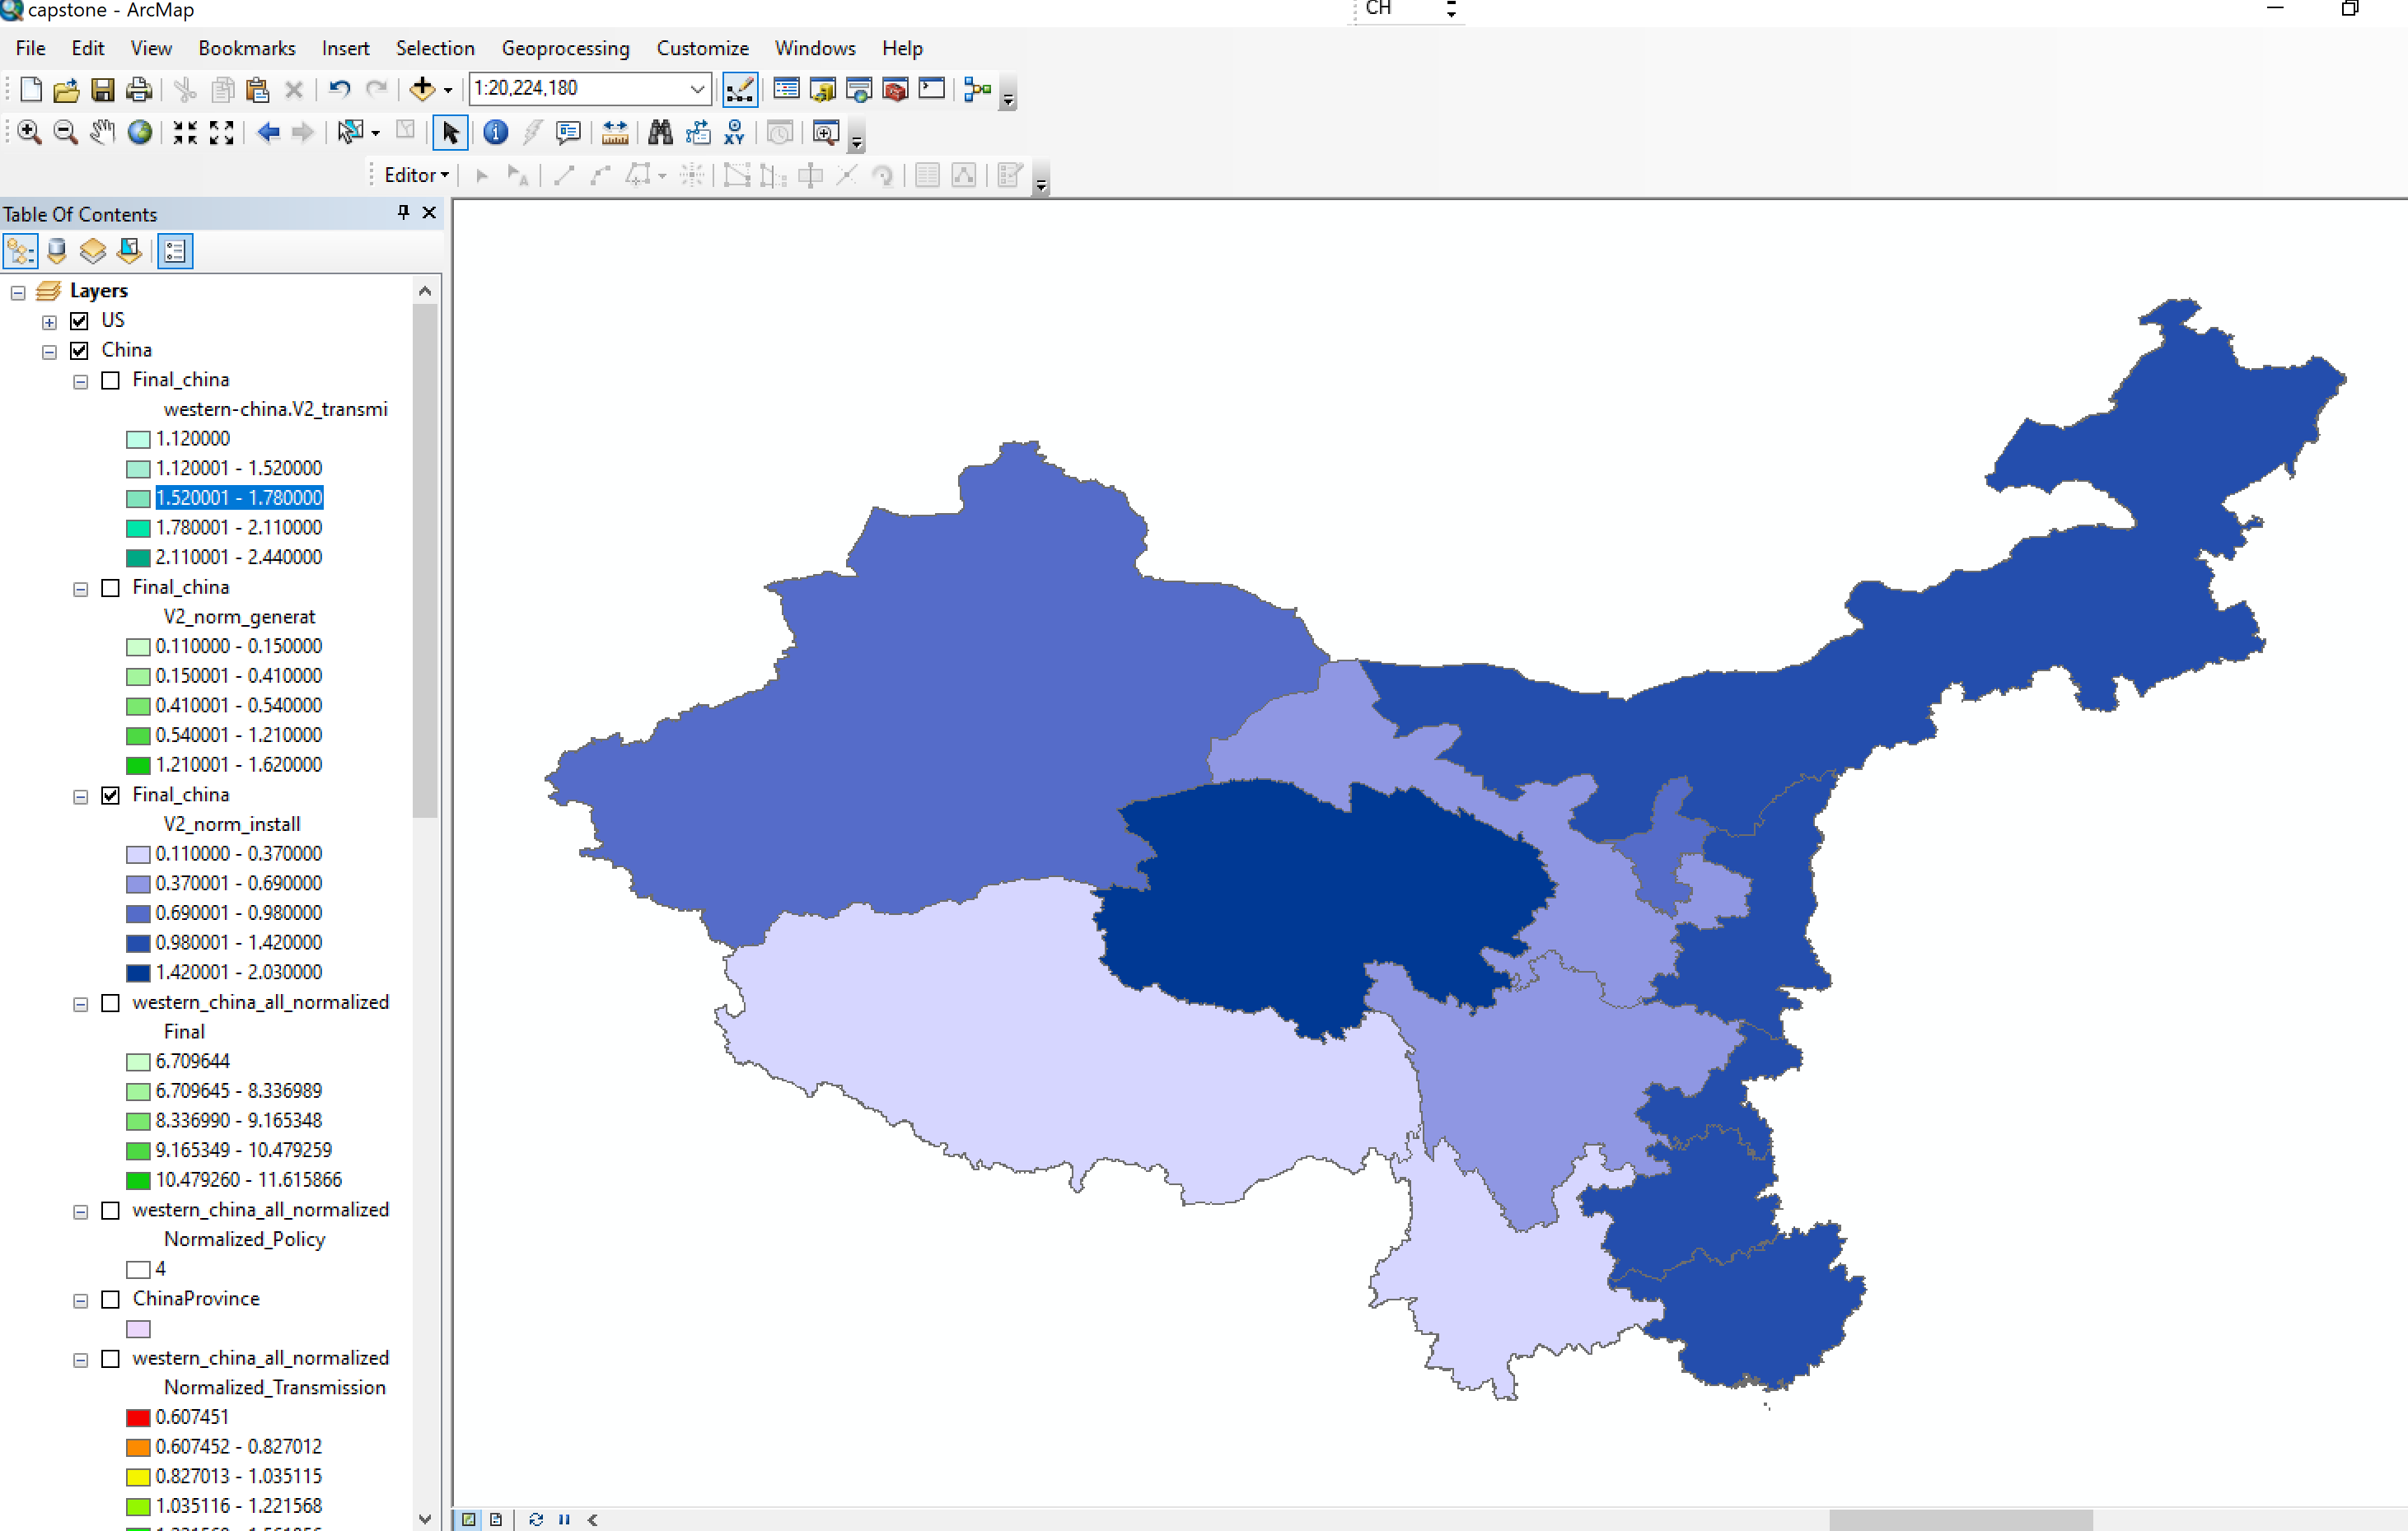 capstone - ArcMap
CH
File Edit View Bookmarks Insert Selection Geoprocessing Customize Windows Help
1:20,224,180
XY
Editor
Table Of Contents
Layers
US
China
Final_china
western-china.V2_transmi
1.120000
1.120001 - 1.520000
1.520001 - 1.780000
1.780001 - 2.110000
2.110001 - 2.440000
Final_china
V2_norm_generat
0.110000 - 0.150000
0.150001 - 0.410000
0.410001 - 0.540000
0.540001 - 1.210000
1.210001 - 1.620000
Final_china
V2_norm_install
0.110000 - 0.370000
0.370001 - 0.690000
0.690001 - 0.980000
0.980001 - 1.420000
1.420001 - 2.030000
western_china_all_normalized
Final
6.709644
6.709645 - 8.336989
8.336990 - 9.165348
9.165349 - 10.479259
10.479260 - 11.615866
western_china_all_normalized
Normalized_Policy
4
ChinaProvince
western_china_all_normalized
Normalized_Transmission
0.607451
0.607452 - 0.827012
0.827013 - 1.035115
1.035116 - 1.221568